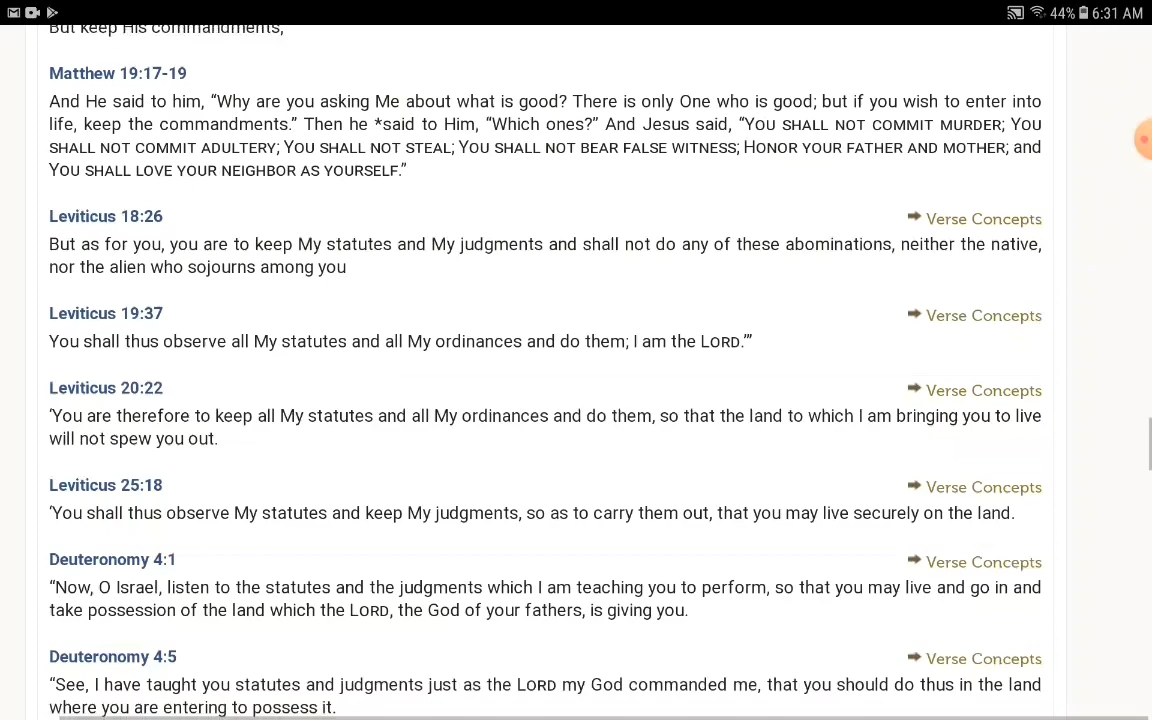 44% 6:31 AM
But keep His commandments,
Matthew 19:17-19
And He said to him, “Why are you asking Me about what is good? There is only One who is good; but if you wish to enter into
life, keep the commandments.” Then he *said to Him, “Which ones?” And Jesus said, “YOU SHALL NOT COMMIT MURDER; YOU
SHALL NOT COMMIT ADULTERY; YOU SHALL NOT STEAL; YOU SHALL NOT BEAR FALSE WITNESS; HONOR YOUR FATHER AND MOTHER; and
YOU SHALL LOVE YOUR NEIGHBOR AS YOURSELF.”
Leviticus 18:26
Verse Concepts
But as for you, you are to keep My statutes and My judgments and shall not do any of these abominations, neither the native,
nor the alien who sojourns among you
Leviticus 19:37
Verse Concepts
You shall thus observe all My statutes and all My ordinances and do them; I am the LORD.’”
Leviticus 20:22
Verse Concepts
‘You are therefore to keep all My statutes and all My ordinances and do them, so that the land to which I am bringing you to live
will not spew you out.
Leviticus 25:18
Verse Concepts
‘You shall thus observe My statutes and keep My judgments, so as to carry them out, that you may live securely on the land.
Deuteronomy 4:1
Verse Concepts
“Now, O Israel, listen to the statutes and the judgments which I am teaching you to perform, so that you may live and go in and
take possession of the land which the LORD, the God of your fathers, is giving you.
Deuteronomy 4:5
Verse Concepts
“See, I have taught you statutes and judgments just as the LORD my God commanded me, that you should do thus in the land
where you are entering to possess it.